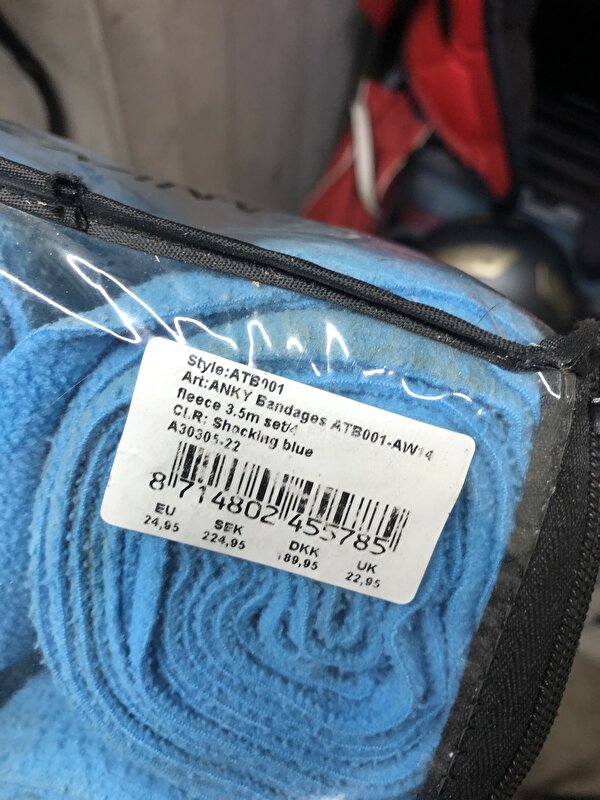 Style:ATB001
Art:ANKY Bandages ATB001-AW14
fleece 3.5m set/4
CLR: Shocking blue
A30305-22
8 714802 455785
EU SEK DKK UK
24,95 224,95 189,95 22,95